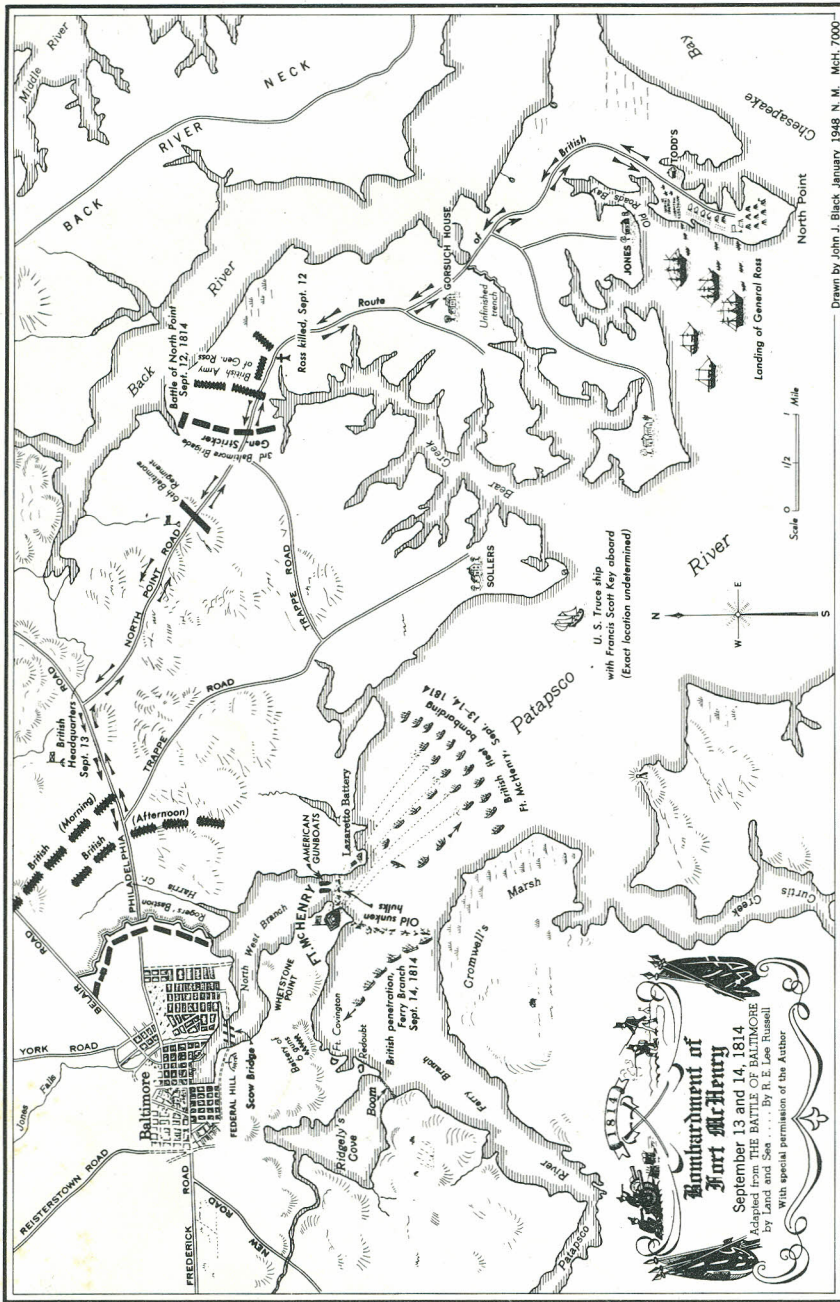 Middle River
BACK RIVER NECK
Back River
Battle of North Point
Sept. 12, 1814
British Army
of Gen. Ross
Ross killed, Sept. 12
3rd Baltimore Brigade
Gen. Stricker
6th Baltimore
Regiment
Route of British
GORSUCH HOUSE
Unfinished
trench
Bay
Chesapeake
TODD'S
Old Roads Bay
JONES
North Point
Landing of General Ross
Bear Creek
SOLLERS
NORTH POINT ROAD
TRAPPE ROAD
TRAPPE ROAD
British
Headquarters
Sept. 13
ROAD
PHILADELPHIA
British (Morning)
British (Afternoon)
Harris Cr.
Rogers Bastion
BELAIR ROAD
YORK ROAD
Jones Falls
Baltimore
REISTERSTOWN ROAD
FREDERICK ROAD
NEW ROAD
FEDERAL HILL
Scow Bridge
North West Branch
WHETSTONE
POINT
Battery of
FT. McHENRY
AMERICAN
GUNBOATS
Lazaretto Battery
Old sunken
hulks
Ft. Covington
Redoubt
British penetration,
Ferry Branch
Sept. 14, 1814
Ridgely's
Cove
Boom
Ferry Branch
Patapsco River
Cromwell's Marsh
British fleet bombarding
Ft. McHenry, Sept. 13-14, 1814
Patapsco River
U. S. Truce ship
with Francis Scott Key aboard
(Exact location undetermined)
N
W E
S
Scale 0 1/2 1 Mile
Curtis Creek
1814
Bombardment of
Fort McHenry
September 13 and 14, 1814
Adapted from THE BATTLE OF BALTIMORE
by Land and Sea . . . . By R. E. Lee Russell
With special permission of the Author
Drawn by John J. Black January 1948 N. M. McH. 7000